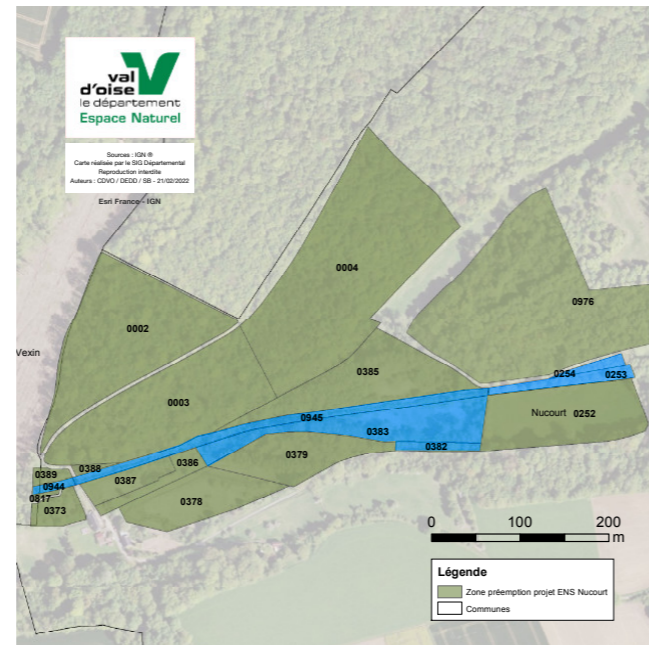 val
d'oise
le département
Espace Naturel
Sources : IGN ®
Carte réalisée par le SIG Départemental
Reproduction interdite
Auteurs : CDVO / DEDD / SB - 21/02/2022
Esri France - IGN
0004
0976
0002
Vexin
0385
0254
0253
0003
0945
Nucourt 0252
0383
0382
0379
0386
0388
0389
0387
0944
0817
0373
0378
0 100 200
m
Légende
Zone préemption projet ENS Nucourt
Communes